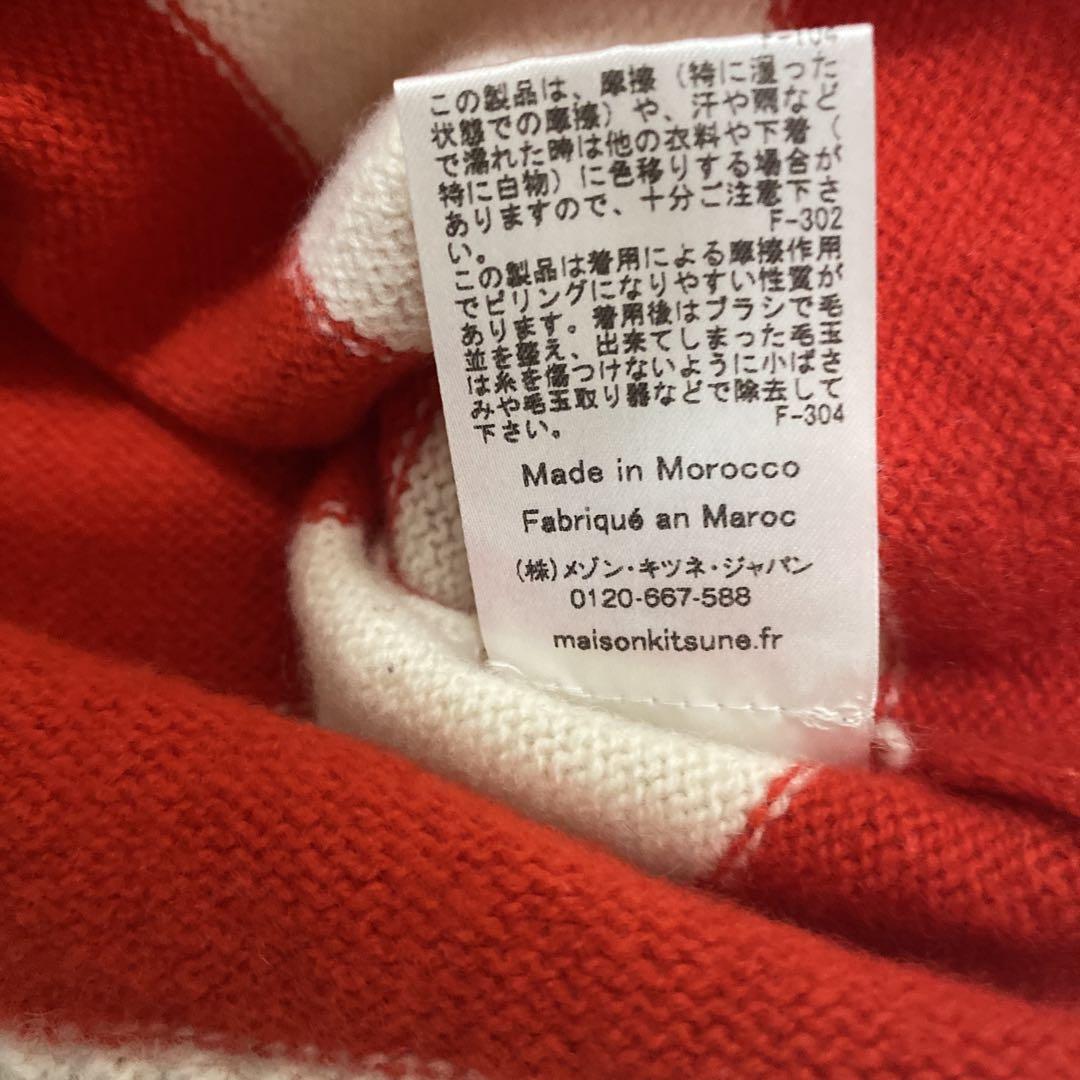 この製品は、摩擦(特に湿った
状態での摩擦)や、汗や雨など
で濡れた時は他の衣料や下着(
特に白物)に色移りする場合が
ありますので、十分ご注意下さ
い。
F-302
この製品は着用による摩擦作用
でピリングになりやすい性質が
あります。着用後はブラシで毛
並を整え、出来てしまった毛玉
は糸を傷つけないように小ばさ
みや毛玉取り器などで除去して
下さい。
F-304
Made in Morocco
Fabriqué an Maroc
(株)メゾン・キツネ・ジャパン
0120-667-588
maisonkitsune.fr